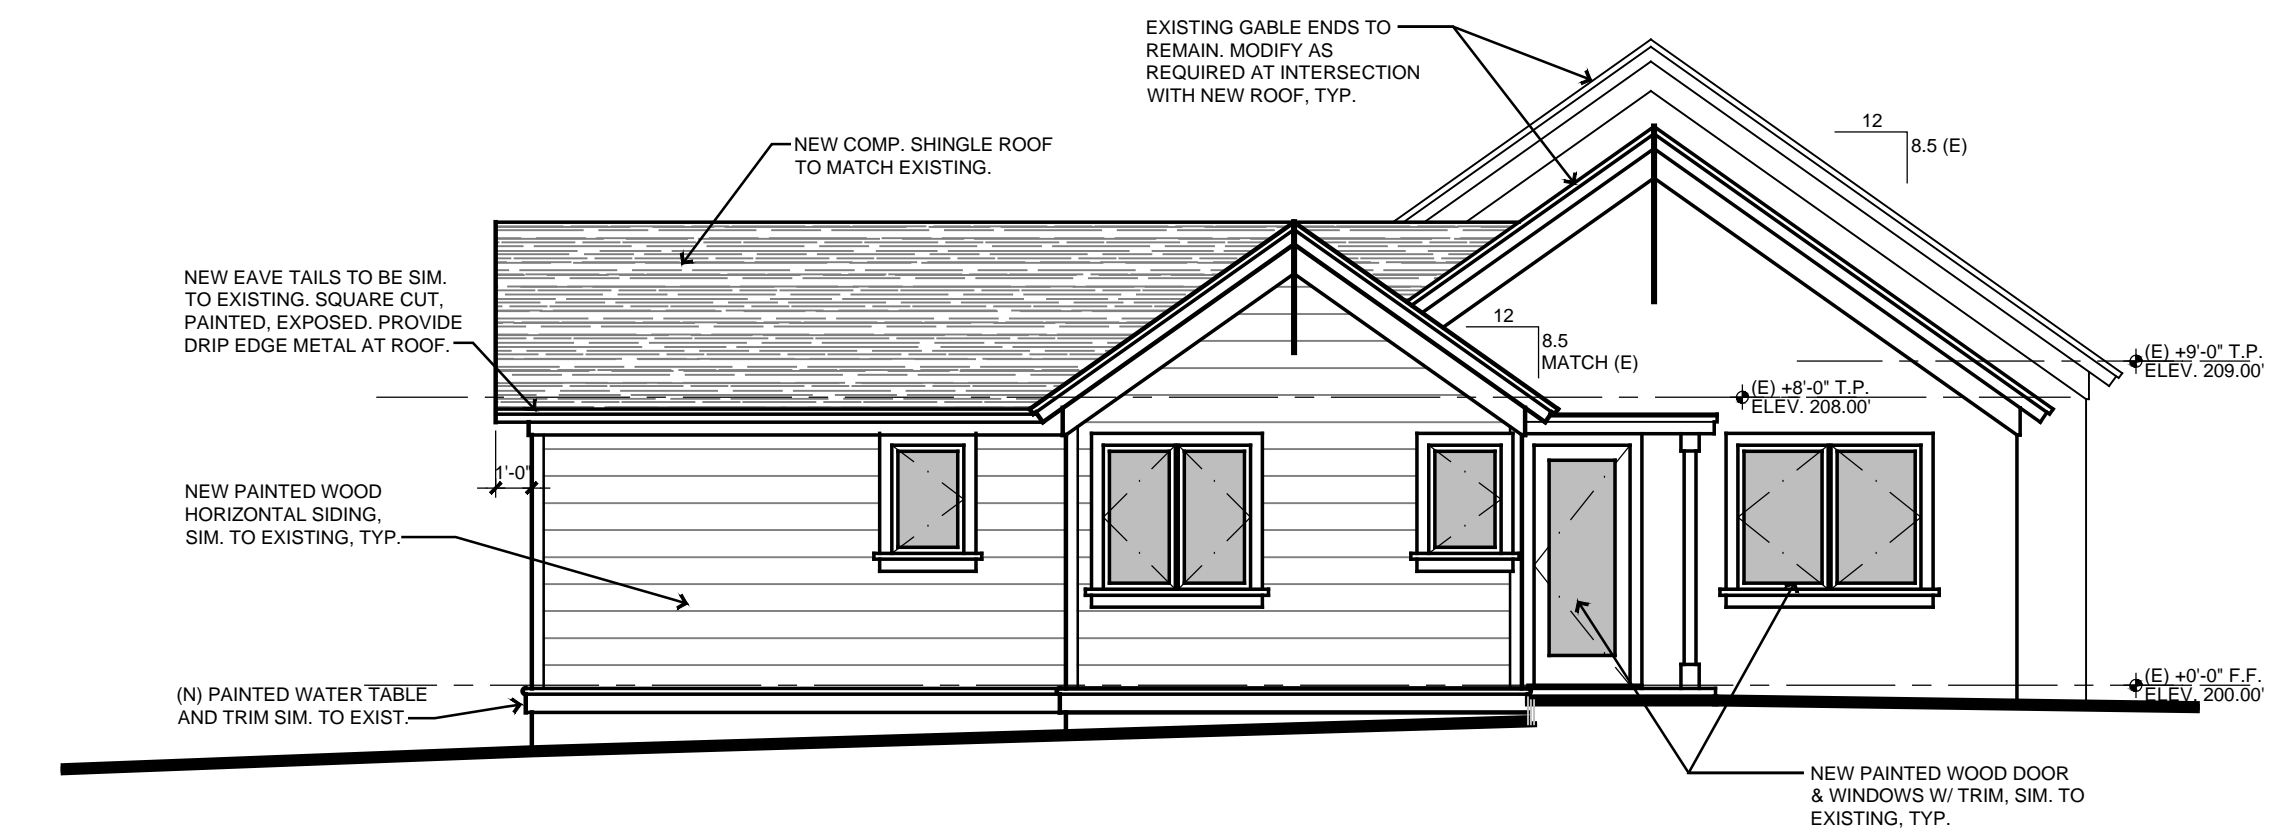 EXISTING GABLE ENDS TO
REMAIN. MODIFY AS
REQUIRED AT INTERSECTION
WITH NEW ROOF, TYP.
12
8.5 (E)
NEW COMP. SHINGLE ROOF
TO MATCH EXISTING.
NEW EAVE TAILS TO BE SIM.
TO EXISTING. SQUARE CUT,
PAINTED, EXPOSED. PROVIDE
DRIP EDGE METAL AT ROOF.
12
8.5
MATCH (E)
(E) +9'-0" T.P.
ELEV. 209.00'
(E) +8'-0" T.P.
ELEV. 208.00'
1'-0"
NEW PAINTED WOOD
HORIZONTAL SIDING,
SIM. TO EXISTING, TYP.
(N) PAINTED WATER TABLE
AND TRIM SIM. TO EXIST.
(E) +0'-0" F.F.
ELEV. 200.00'
NEW PAINTED WOOD DOOR
& WINDOWS W/ TRIM, SIM. TO
EXISTING, TYP.